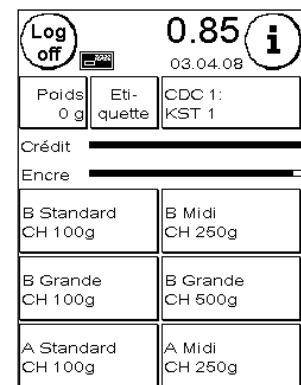 Log off
0.85
i
03.04.08
Poids
0 g
Eti-
quette
CDC 1:
KST 1
Crédit
Encre
B Standard
CH 100g
B Midi
CH 250g
B Grande
CH 100g
B Grande
CH 500g
A Standard
CH 100g
A Midi
CH 250g